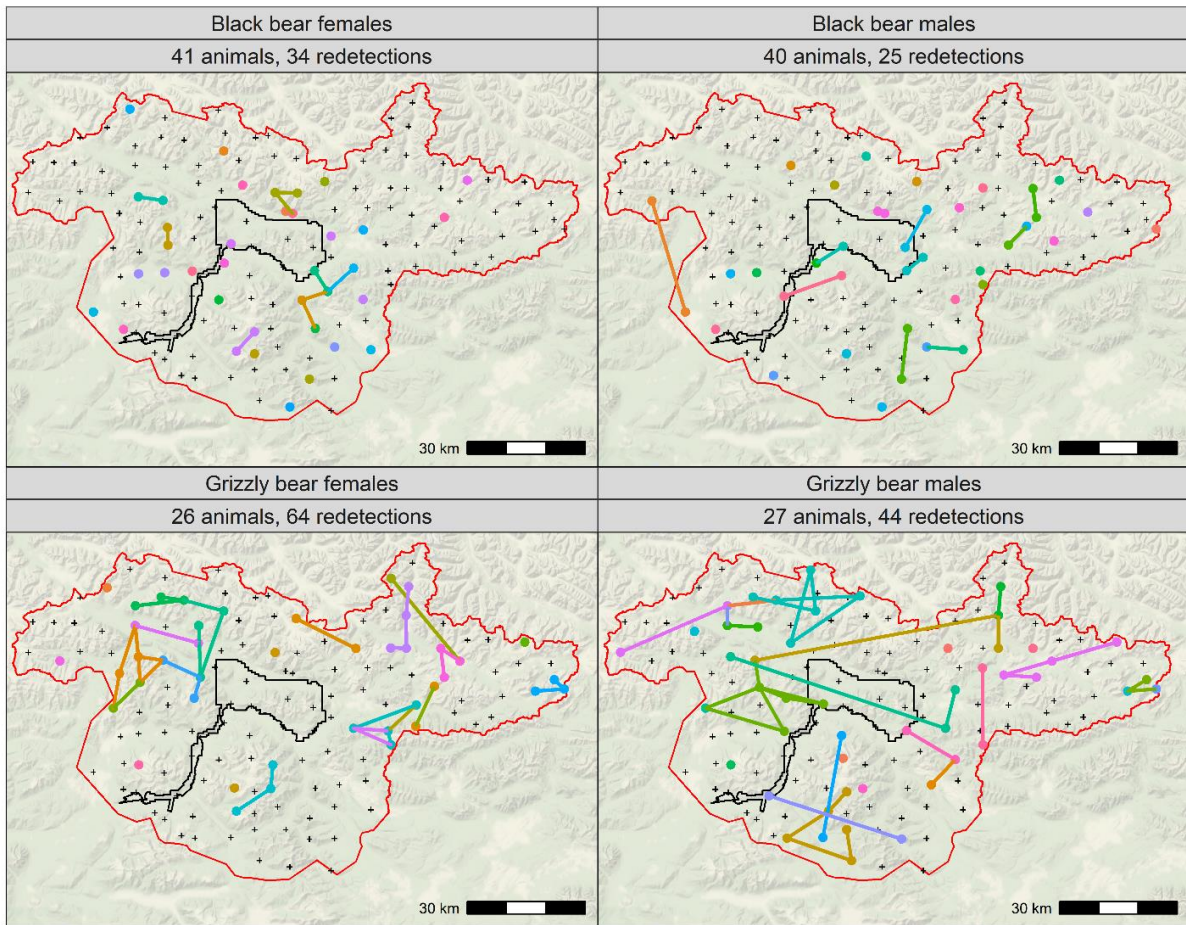 Black bear females
41 animals, 34 redetections
30 km
Black bear males
40 animals, 25 redetections
30 km
Grizzly bear females
26 animals, 64 redetections
30 km
Grizzly bear males
27 animals, 44 redetections
30 km